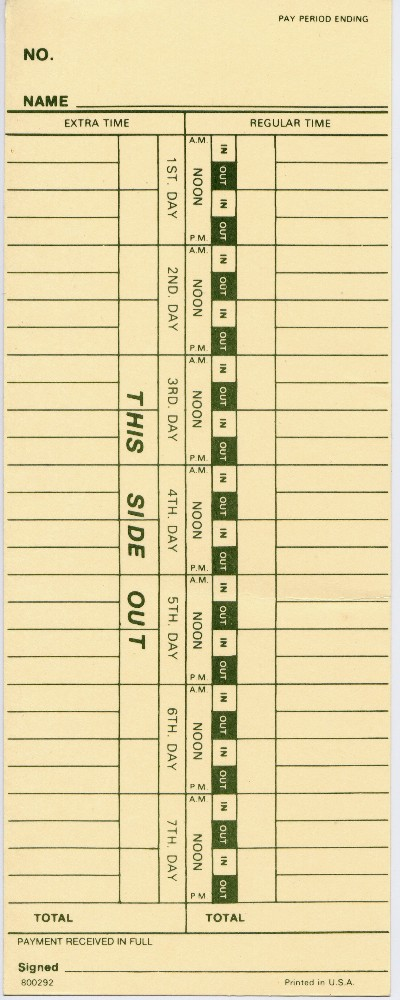 PAY PERIOD ENDING
NO.
NAME
EXTRA TIME REGULAR TIME
1ST. DAY A.M. NOON P.M. IN OUT IN OUT
2ND. DAY A.M. NOON P.M. IN OUT IN OUT
3RD. DAY A.M. NOON P.M. IN OUT IN OUT
4TH. DAY A.M. NOON P.M. IN OUT IN OUT
5TH. DAY A.M. NOON P.M. IN OUT IN OUT
6TH. DAY A.M. NOON P.M. IN OUT IN OUT
7TH. DAY A.M. NOON P.M. IN OUT IN OUT
THIS SIDE OUT
TOTAL TOTAL
PAYMENT RECEIVED IN FULL
Signed
800292 Printed in U.S.A.